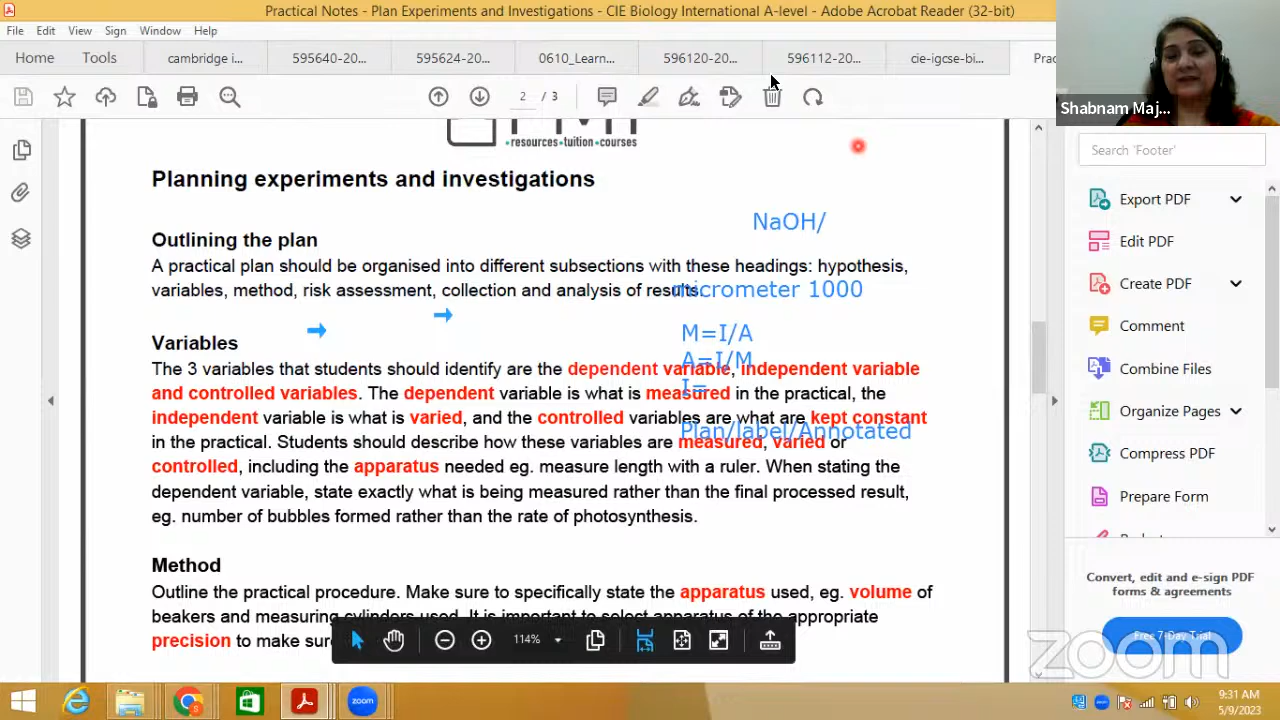 Practical Notes - Plan Experiments and Investigations - CIE Biology International A-level - Adobe Acrobat Reader (32-bit)
File Edit View Sign Window Help
Home Tools cambridge i... 595640-20... 595624-20... 0610_Learn... 596120-20... 596112-20... cie-igcse-bi... Prac
2 / 3
Shabnam Maj...
Search 'Footer'
•resources•tuition•courses
Planning experiments and investigations
NaOH/
Outlining the plan
A practical plan should be organised into different subsections with these headings: hypothesis,
variables, method, risk assessment, collection and analysis of results.
micrometer 1000
M=I/A
Variables
A=I/M
The 3 variables that students should identify are the dependent variable, independent variable
I=
and controlled variables. The dependent variable is what is measured in the practical, the
independent variable is what is varied, and the controlled variables are what are kept constant
Plan/label/Annotated
in the practical. Students should describe how these variables are measured, varied or
controlled, including the apparatus needed eg. measure length with a ruler. When stating the
dependent variable, state exactly what is being measured rather than the final processed result,
eg. number of bubbles formed rather than the rate of photosynthesis.
Method
Outline the practical procedure. Make sure to specifically state the apparatus used, eg. volume of
beakers and measuring cylinders used. It is important to select apparatus of the appropriate
precision to make sure
114%
Export PDF
Edit PDF
Create PDF
Comment
Combine Files
Organize Pages
Compress PDF
Prepare Form
Convert, edit and e-sign PDF
forms & agreements
Free 7-Day Trial
zoom
zoom
9:31 AM
5/9/2023